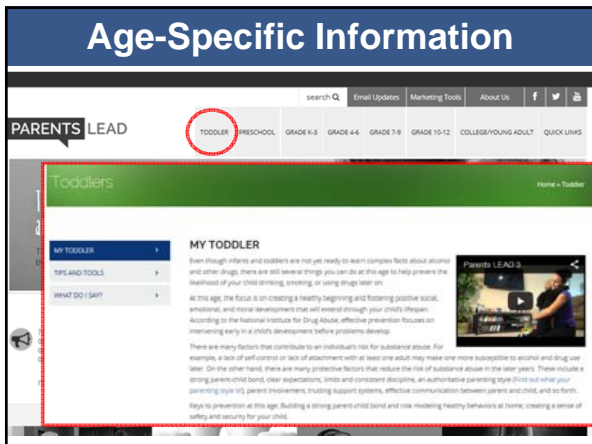 Age-Specific Information
search Email Updates Marketing Tools About Us f
PARENTS LEAD
TODDLER PRESCHOOL GRADE K-3 GRADE 4-6 GRADE 7-9 GRADE 10-12 COLLEGE/YOUNG ADULT QUICK LINKS
Toddlers
Home » Toddler
MY TODDLER
TIPS AND TOOLS
WHAT DO I SAY?
MY TODDLER
Even though infants and toddlers are not yet ready to learn complex facts about alcohol
and other drugs, there are still several things you can do at this age to help prevent the
likelihood of your child drinking, smoking, or using drugs later on.
At this age, the focus is on creating a healthy beginning and fostering positive social,
emotional, and moral development that will extend through your child's lifespan.
According to the National Institute for Drug Abuse, effective prevention focuses on
intervening early in a child's development before problems develop.
There are many factors that contribute to an individual's risk for substance abuse. For
example, a lack of self-control or lack of attachment with at least one adult may make one more susceptible to alcohol and drug use
later. On the other hand, there are many protective factors that reduce the risk of substance abuse in the later years. These include a
strong parent-child bond, clear expectations, limits and consistent discipline, an authoritative parenting style (Find out what your
parenting style is!), parent involvement, trusting support systems, effective communication between parent and child, and so forth.
Keys to prevention at this age: Building a strong parent-child bond and role modeling healthy behaviors at home; creating a sense of
safety and security for your child.
Parents LEAD